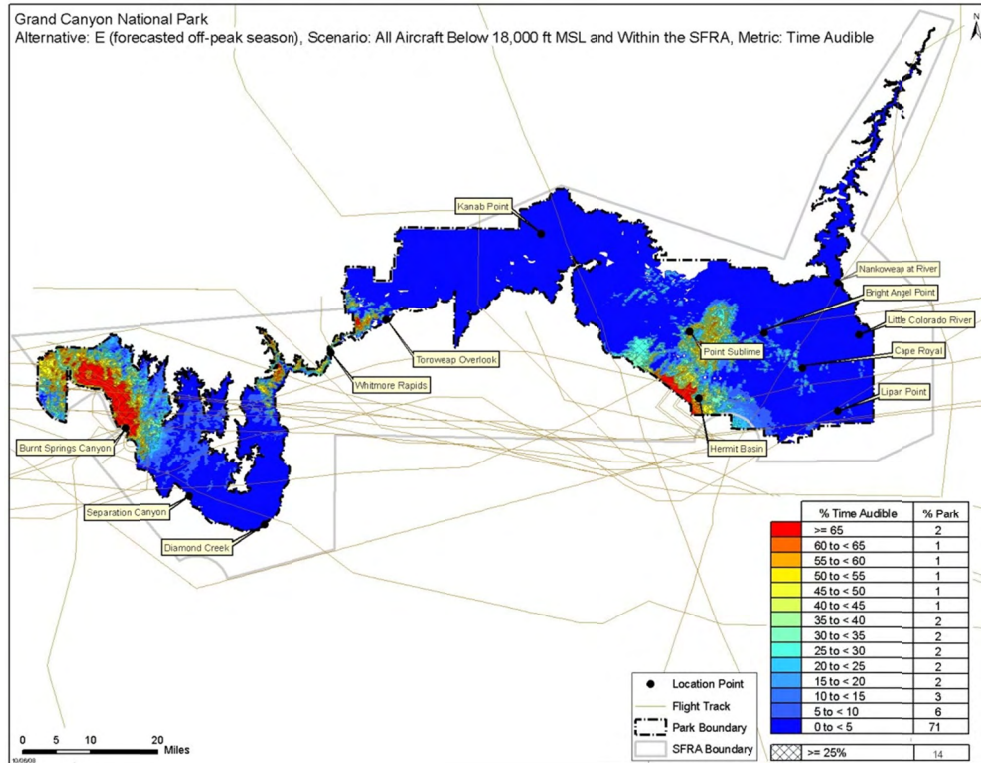 Grand Canyon National Park
Alternative: E (forecasted off-peak season), Scenario: All Aircraft Below 18,000 ft MSL and Within the SFRA, Metric: Time Audible
N
Kanab Point
Nankoweap at River
Bright Angel Point
Little Colorado River
Point Sublime
Cape Royal
Toroweap Overlook
Whitmore Rapids
Lipar Point
Burnt Springs Canyon
Hermit Basin
Separation Canyon
Diamond Creek
% Time Audible % Park
>= 65 2
60 to < 65 1
55 to < 60 1
50 to < 55 1
45 to < 50 1
40 to < 45 1
35 to < 40 2
30 to < 35 2
25 to < 30 2
20 to < 25 2
15 to < 20 2
10 to < 15 3
5 to < 10 6
0 to < 5 71
>= 25% 14
Location Point
Flight Track
Park Boundary
SFRA Boundary
0 5 10 20
Miles
10/06/08